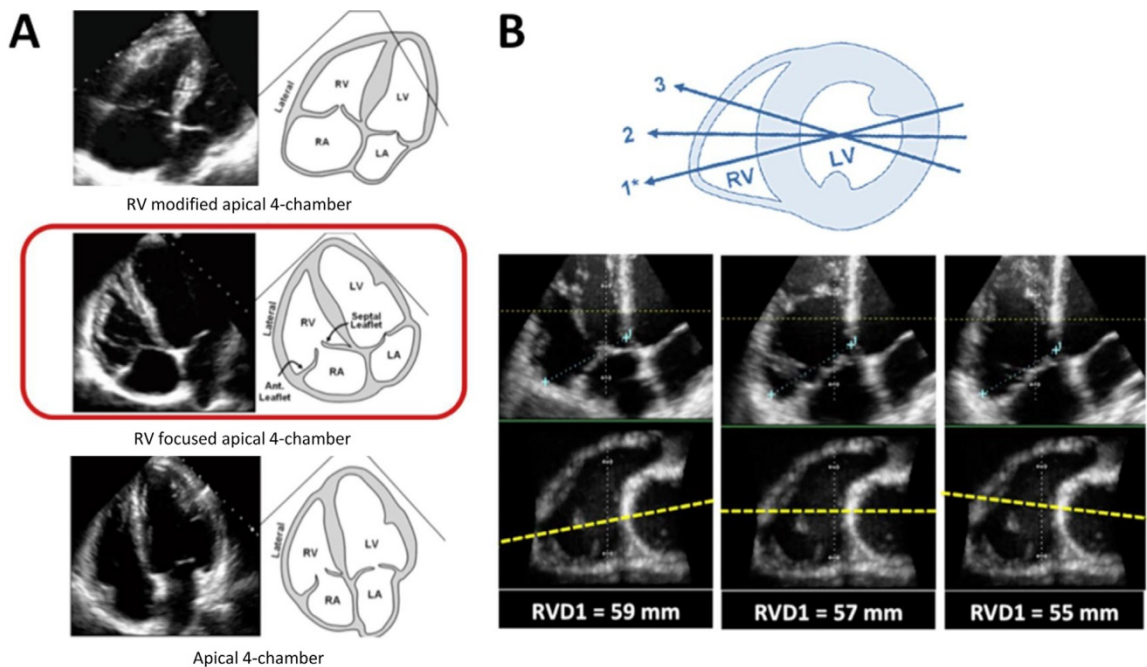 A
Lateral
RV
LV
RA
LA
RV modified apical 4-chamber
Lateral
LV
RV
Septal
Leaflet
LA
RA
Ant.
Leaflet
RV focused apical 4-chamber
Lateral
RV
LV
RA
LA
Apical 4-chamber
B
3
2
1*
RV
LV
RVD1 = 59 mm
RVD1 = 57 mm
RVD1 = 55 mm